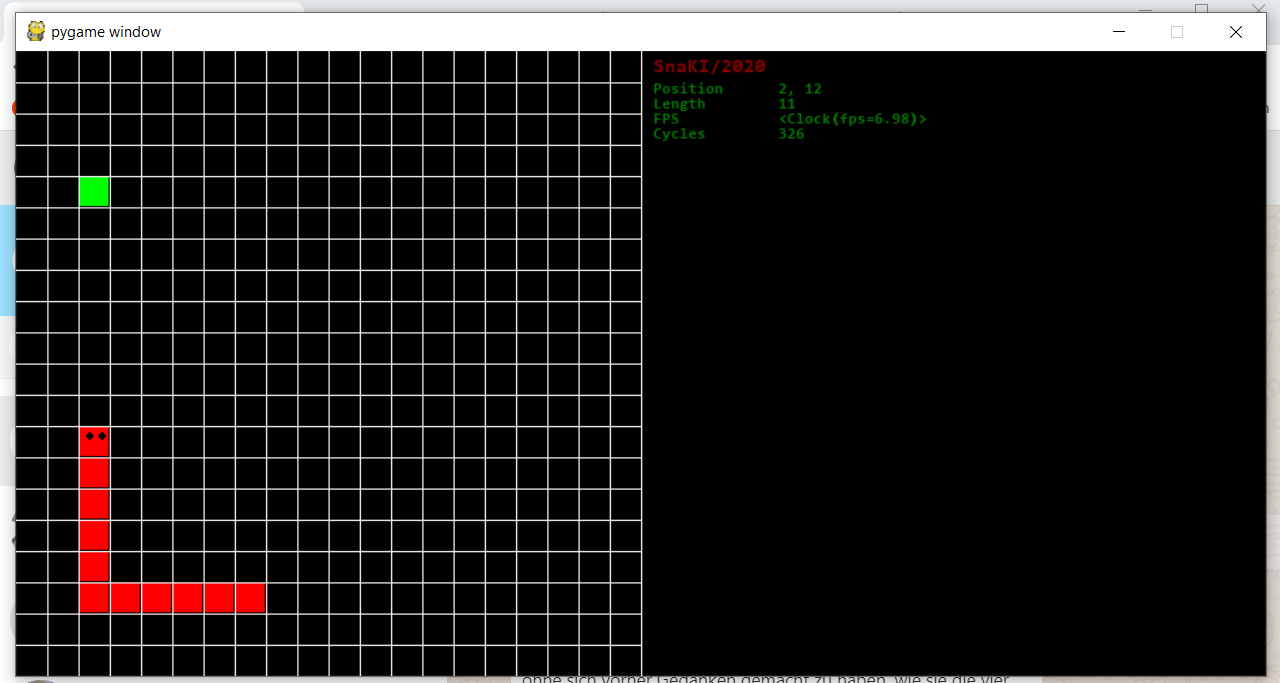 pygame window
SnaKI/2020
Position 2, 12
Length 11
FPS <Clock(fps=6.98)>
Cycles 326
ohne sich vorher Gedanken gemacht zu haben, wie sie die vier